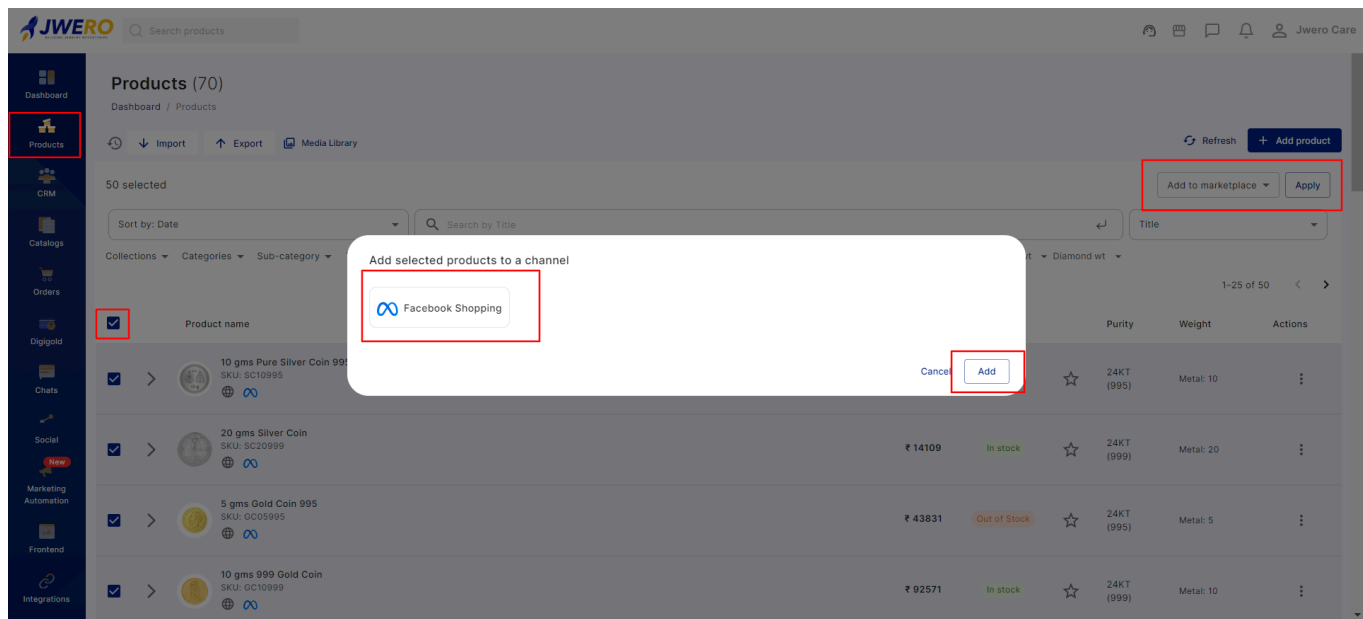 JWERO
Search products
Jwero Care
Dashboard
Products
CRM
Catalogs
Orders
Digigold
Chats
Social
New
Marketing
Automation
Frontend
Integrations
Products (70)
Dashboard / Products
Import
Export
Media Library
Refresh
+ Add product
50 selected
Add to marketplace
Apply
Sort by: Date
Search by Title
Title
Collections
Categories
Sub-category
Diamond wt
1–25 of 50
Add selected products to a channel
Facebook Shopping
Cancel
Add
Product name
Purity
Weight
Actions
10 gms Pure Silver Coin 995
SKU: SC10995
24KT
(995)
Metal: 10
20 gms Silver Coin
SKU: SC20999
₹ 14109
In stock
24KT
(999)
Metal: 20
5 gms Gold Coin 995
SKU: GC05995
₹ 43831
Out of Stock
24KT
(995)
Metal: 5
10 gms 999 Gold Coin
SKU: GC10999
₹ 92571
In stock
24KT
(999)
Metal: 10